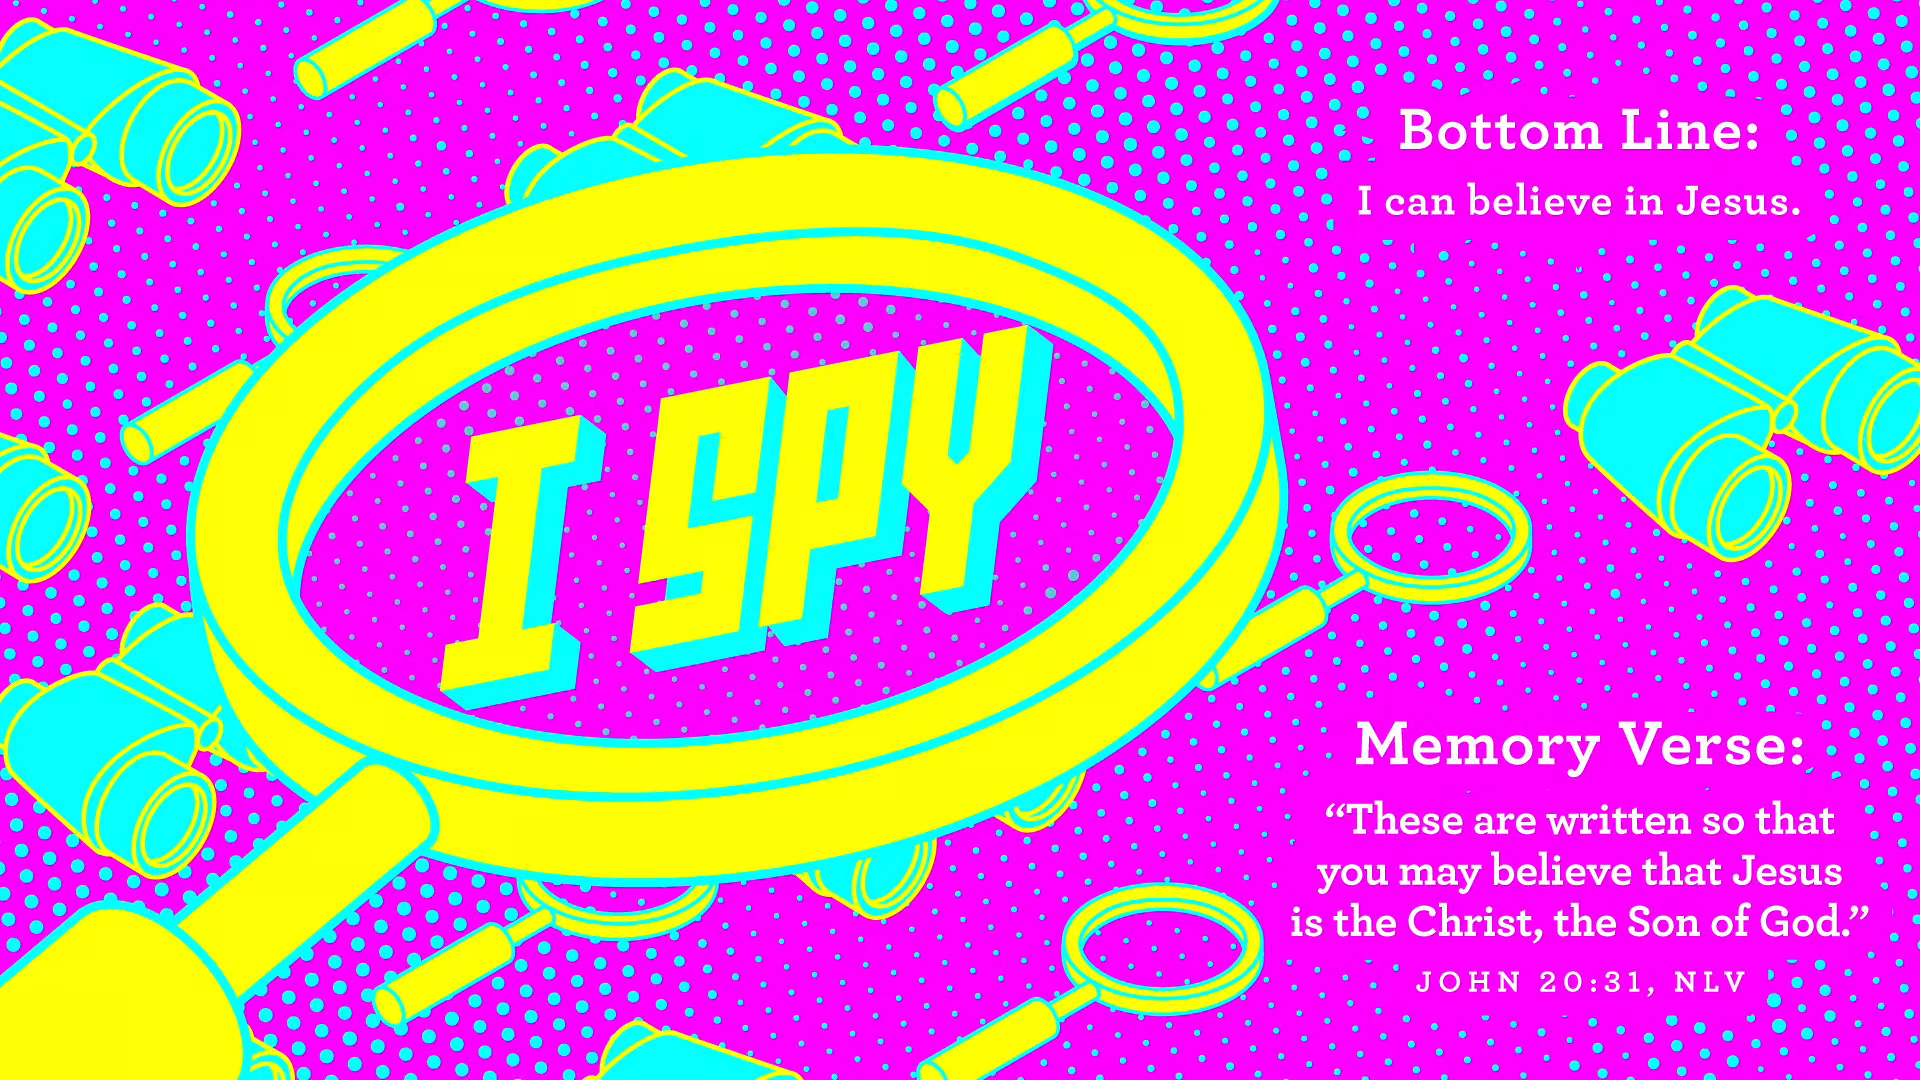 I SPY
Bottom Line:
I can believe in Jesus.
Memory Verse:
“These are written so that
you may believe that Jesus
is the Christ, the Son of God.”
JOHN 20:31, NLV